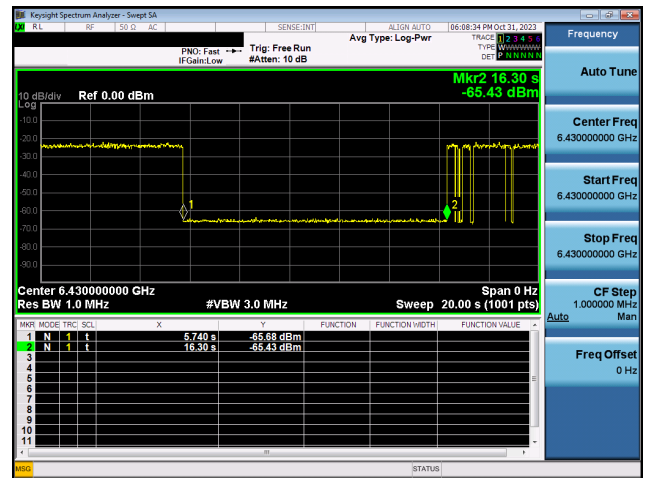 Keysight Spectrum Analyzer - Swept SA
RL RF 50 Ω AC SENSE:INT ALIGN AUTO 06:08:34 PM Oct 31, 2023
PNO: Fast Trig: Free Run Avg Type: Log-Pwr TRACE 1 2 3 4 5 6
IFGain:Low #Atten: 10 dB TYPE W
DET P N N N N N
Frequency
Mkr2 16.30 s
-65.43 dBm
10 dB/div Ref 0.00 dBm
Log
-10.0
-20.0
-30.0
-40.0
-50.0
-60.0
-70.0
-80.0
-90.0
1
2
Center 6.430000000 GHz Span 0 Hz
Res BW 1.0 MHz #VBW 3.0 MHz Sweep 20.00 s (1001 pts)
MKR MODE TRC SCL X Y FUNCTION FUNCTION WIDTH FUNCTION VALUE
1 N 1 t 5.740 s -65.68 dBm
2 N 1 t 16.30 s -65.43 dBm
3
4
5
6
7
8
9
10
11
Auto Tune
Center Freq
6.430000000 GHz
Start Freq
6.430000000 GHz
Stop Freq
6.430000000 GHz
CF Step
1.000000 MHz
Auto Man
Freq Offset
0 Hz
MSG STATUS